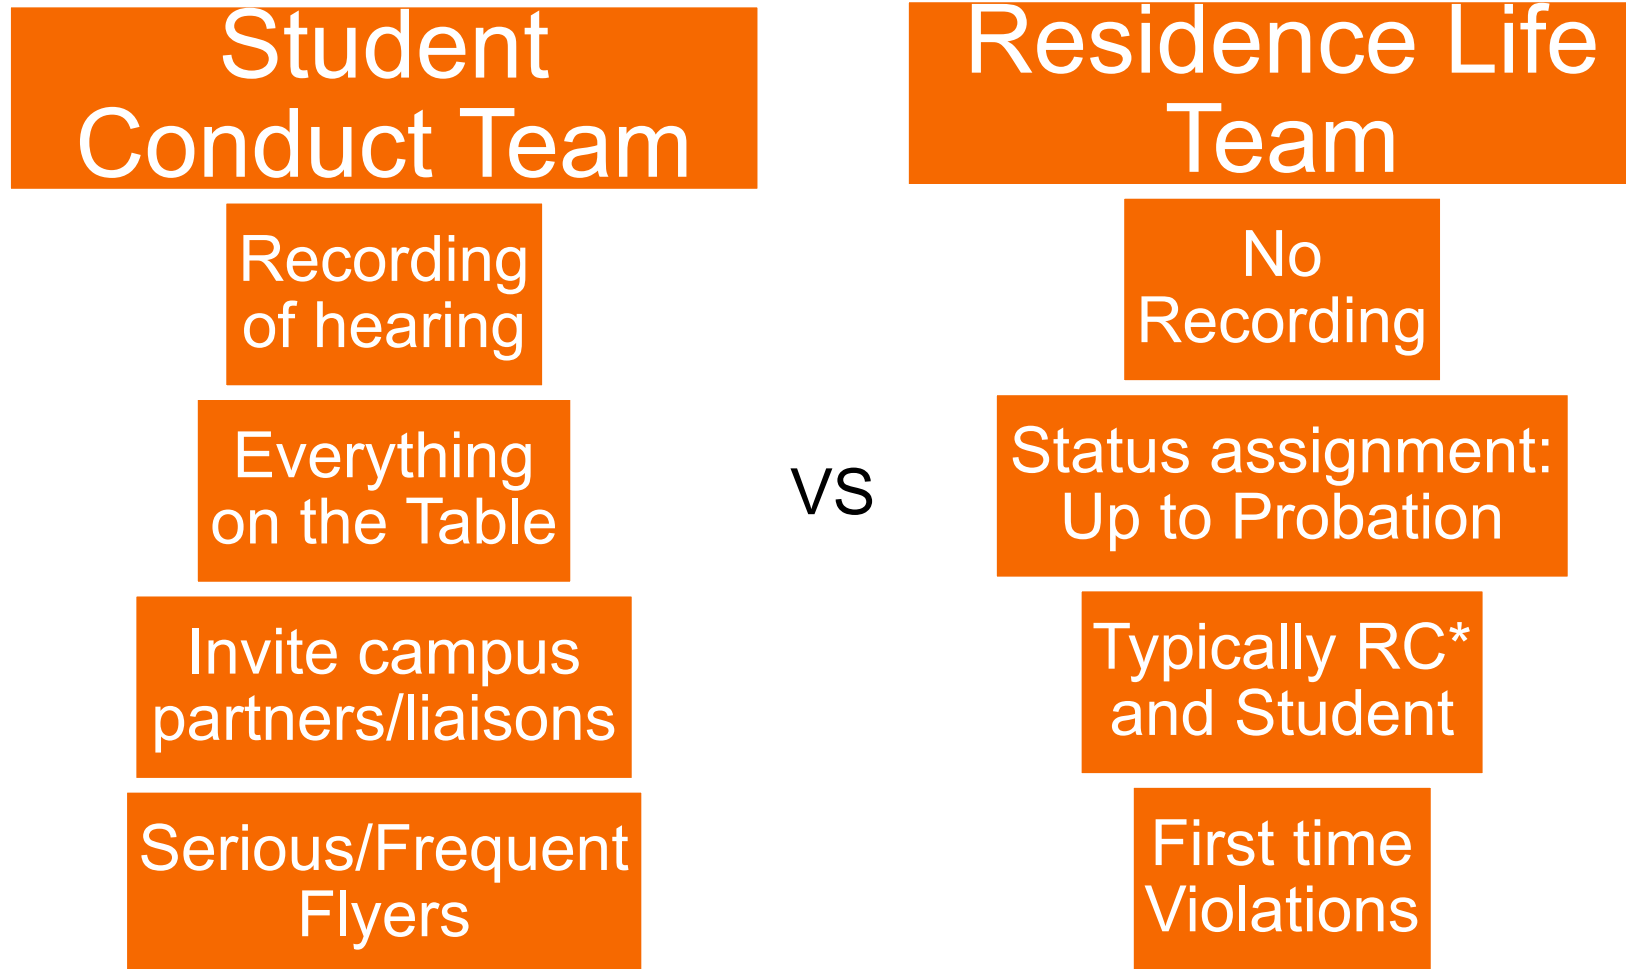 Student
Conduct Team
Recording
of hearing
Everything
on the Table
Invite campus
partners/liaisons
Serious/Frequent
Flyers
VS
Residence Life
Team
No
Recording
Status assignment:
Up to Probation
Typically RC*
and Student
First time
Violations